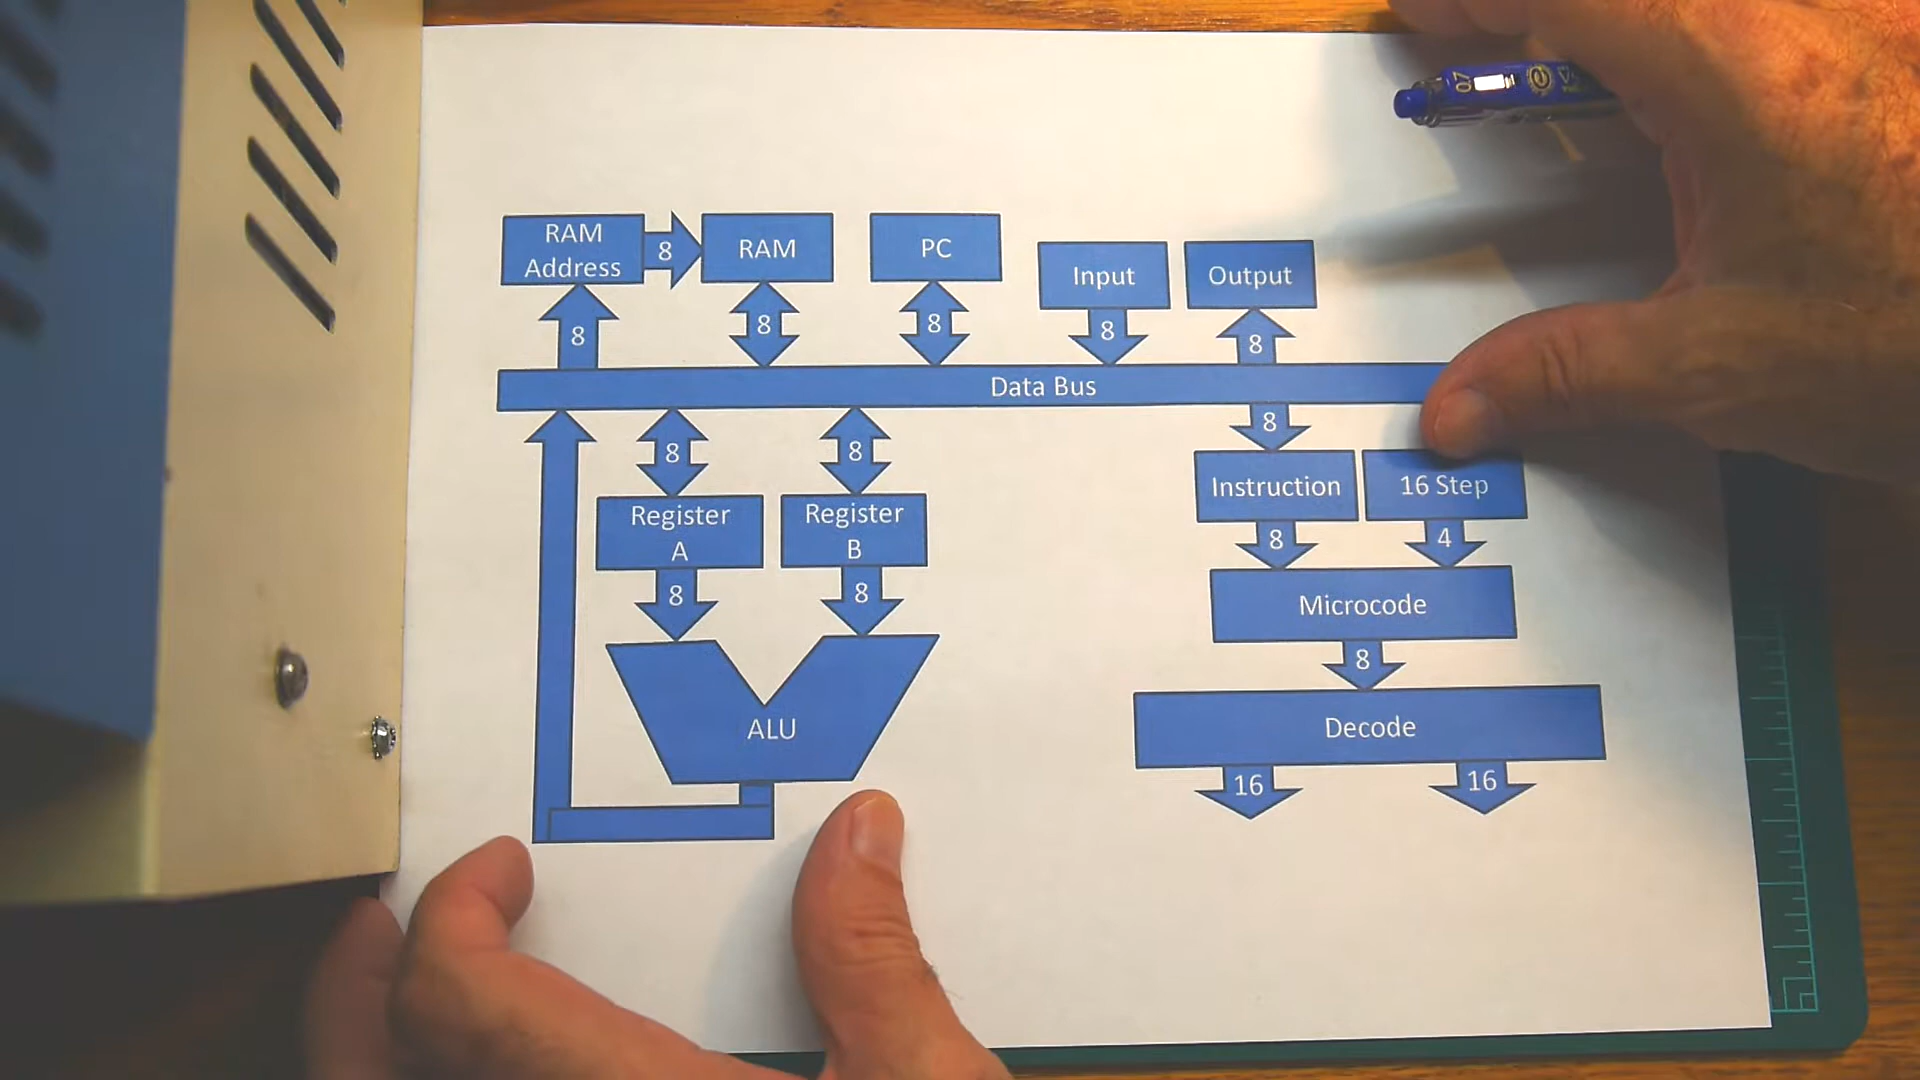 RAM
Address
8
RAM
PC
Input
Output
8
8
8
8
8
Data Bus
8
8
8
Register
A
Register
B
Instruction
16 Step
8
8
8
4
ALU
Microcode
8
Decode
16
16
07